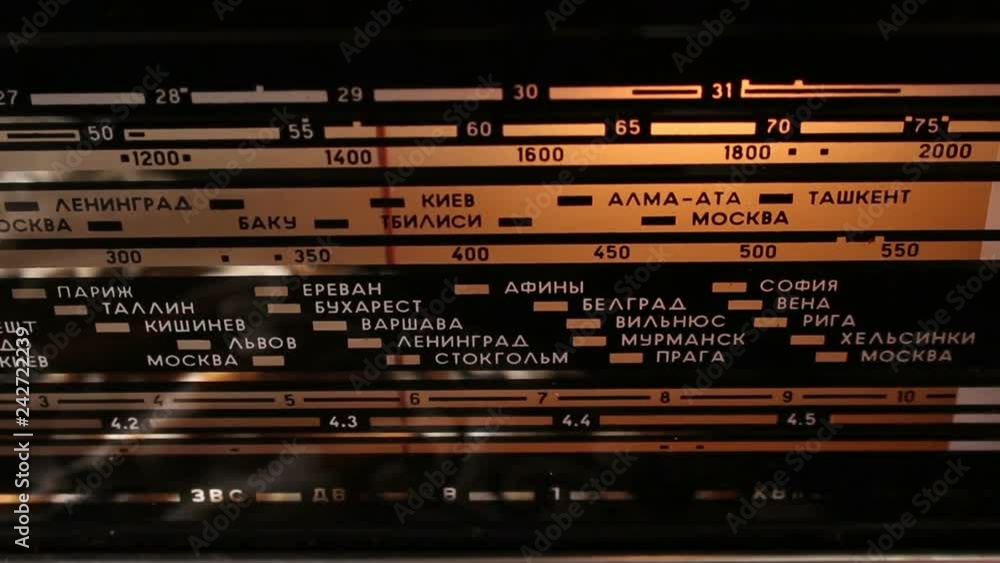 27 28 29 30 31
50 55 60 65 70 75
1200 1400 1600 1800 2000
ЛЕНИНГРАД КИЕВ АЛМА-АТА ТАШКЕНТ
БАКУ ТБИЛИСИ МОСКВА
300 350 400 450 500 550
ПАРИЖ ЕРЕВАН АФИНЫ СОФИЯ
ТАЛЛИН БУХАРЕСТ БЕЛГРАД ВЕНА
КИШИНЕВ ВАРШАВА ВИЛЬНЮС РИГА
ЛЬВОВ ЛЕНИНГРАД МУРМАНСК ХЕЛЬСИНКИ
МОСКВА СТОКГОЛЬМ ПРАГА МОСКВА
3 4 5 6 7 8 9 10
4.2 4.3 4.4 4.5
ЗВС ДВ
Adobe Stock | #242722239